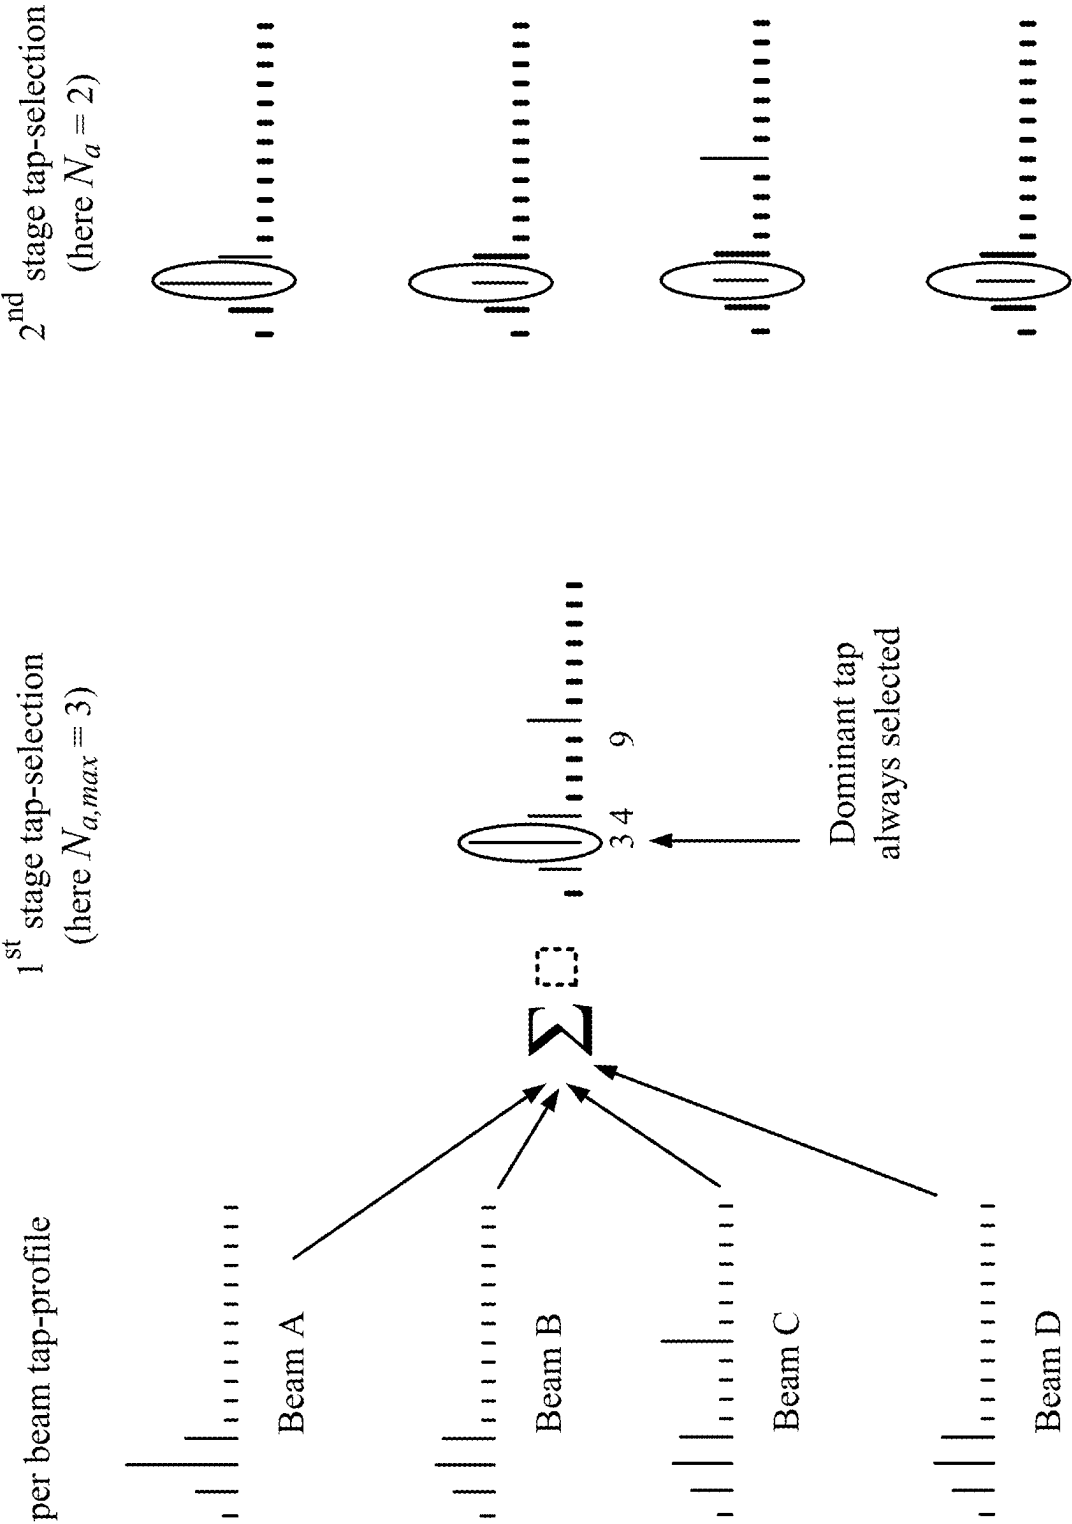 per beam tap-profile
Beam A
Beam B
Beam C
Beam D
1st stage tap-selection
(here Na,max = 3)
3 4 9
Dominant tap
always selected
2nd stage tap-selection
(here Na = 2)